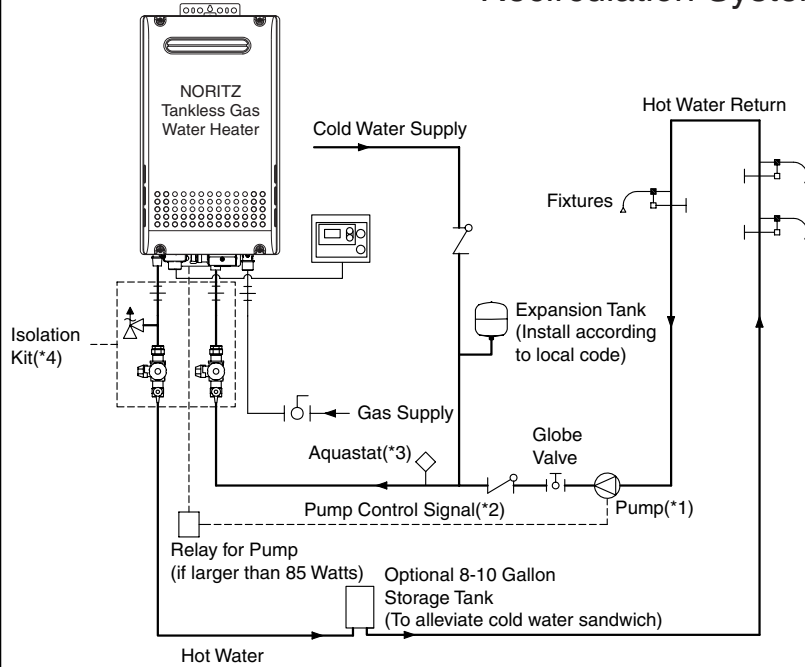 NORITZ
Tankless Gas
Water Heater
Hot Water Return
Cold Water Supply
Fixtures
Expansion Tank
(Install according
to local code)
Isolation
Kit(*4)
Gas Supply
Globe
Valve
Aquastat(*3)
Pump Control Signal(*2)
Pump(*1)
Relay for Pump
(if larger than 85 Watts)
Optional 8-10 Gallon
Storage Tank
(To alleviate cold water sandwich)
Hot Water